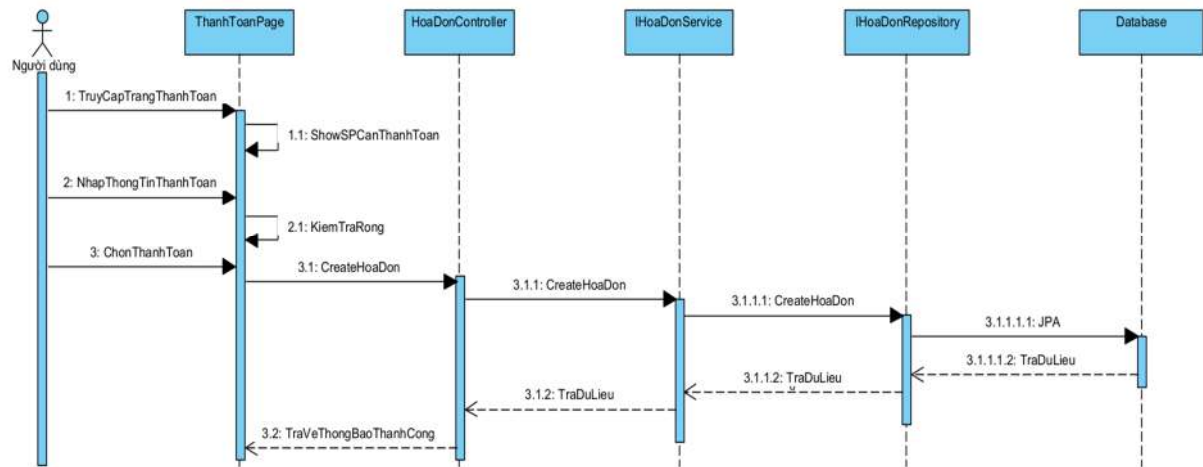 ThanhToanPage
HoaDonController
IHoaDonService
IHoaDonRepository
Database
Người dùng
1: TruyCapTrangThanhToan
1.1: ShowSPCanThanhToan
2: NhapThongTinThanhToan
2.1: KiemTraRong
3: ChonThanhToan
3.1: CreateHoaDon
3.1.1: CreateHoaDon
3.1.1.1: CreateHoaDon
3.1.1.1.1: JPA
3.1.1.1.2: TraDuLieu
3.1.1.2: TraDuLieu
3.1.2: TraDuLieu
3.2: TraVeThongBaoThanhCong